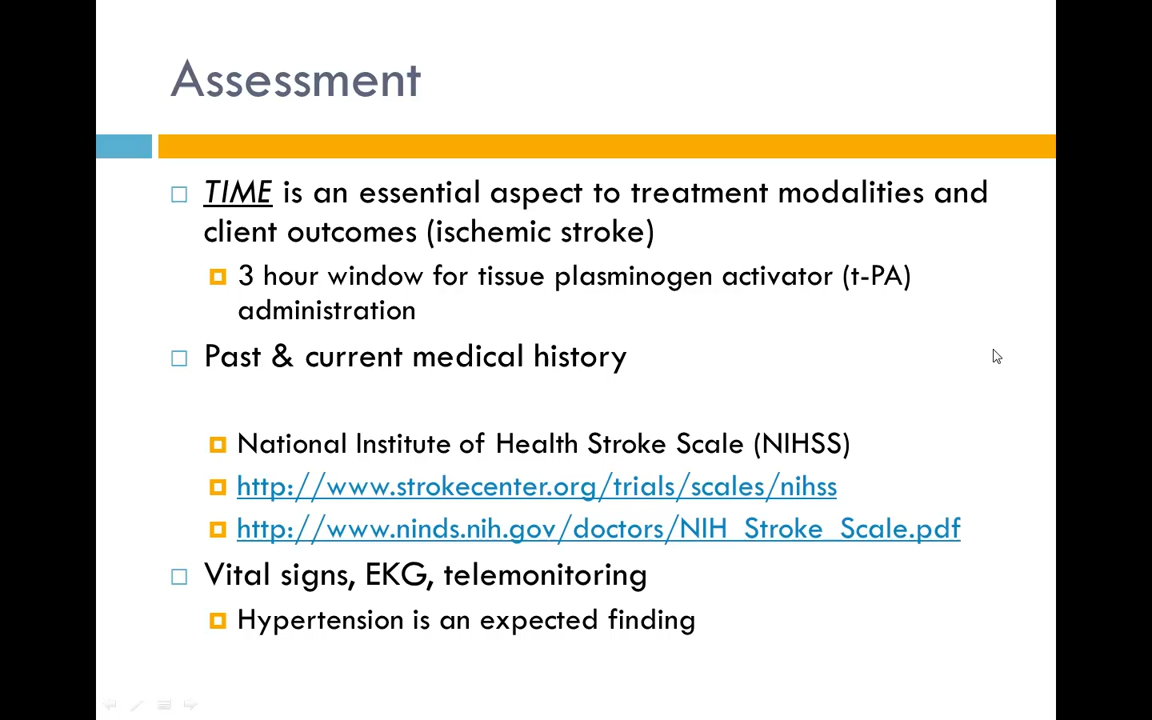 Assessment
TIME is an essential aspect to treatment modalities and
client outcomes (ischemic stroke)
3 hour window for tissue plasminogen activator (t-PA)
administration
Past & current medical history
National Institute of Health Stroke Scale (NIHSS)
http://www.strokecenter.org/trials/scales/nihss
http://www.ninds.nih.gov/doctors/NIH_Stroke_Scale.pdf
Vital signs, EKG, telemonitoring
Hypertension is an expected finding